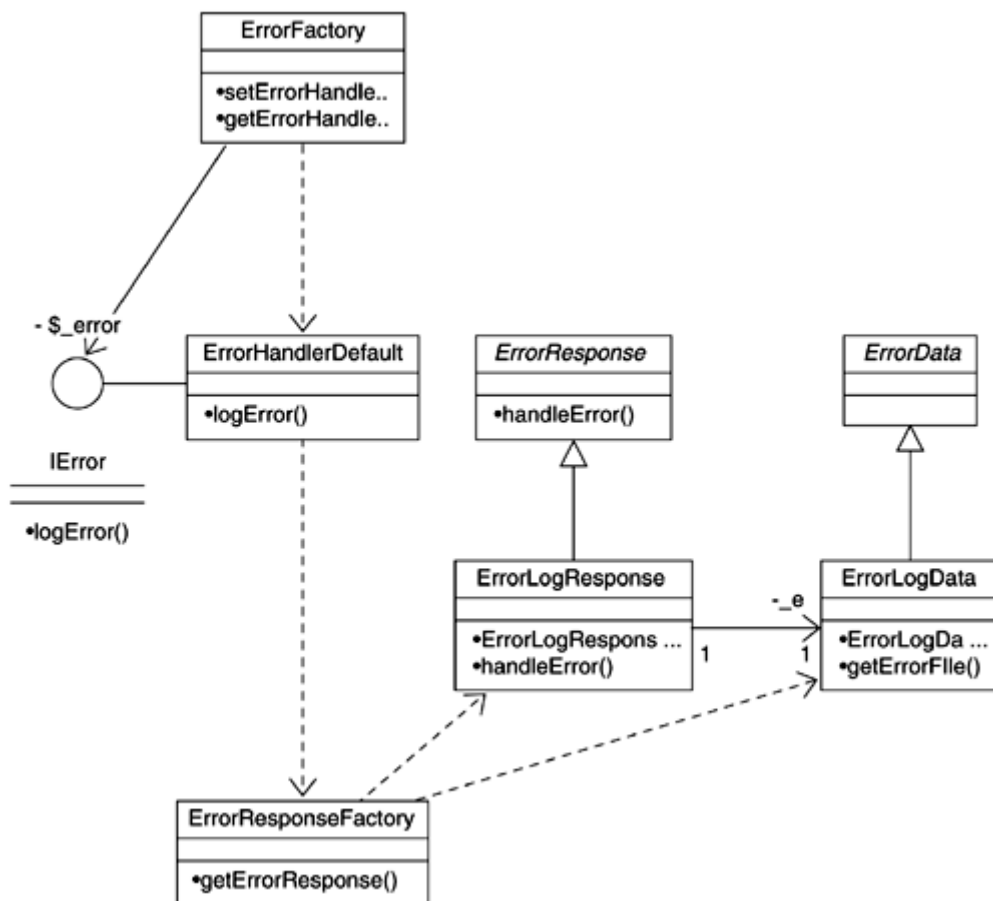 ErrorFactory
•setErrorHandle..
•getErrorHandle..
- $_error
ErrorHandlerDefault
•logError()
IError
•logError()
ErrorResponse
•handleError()
ErrorData
ErrorLogResponse
•ErrorLogRespons ...
•handleError()
-_e
1
1
ErrorLogData
•ErrorLogDa ...
•getErrorFIle()
ErrorResponseFactory
•getErrorResponse()